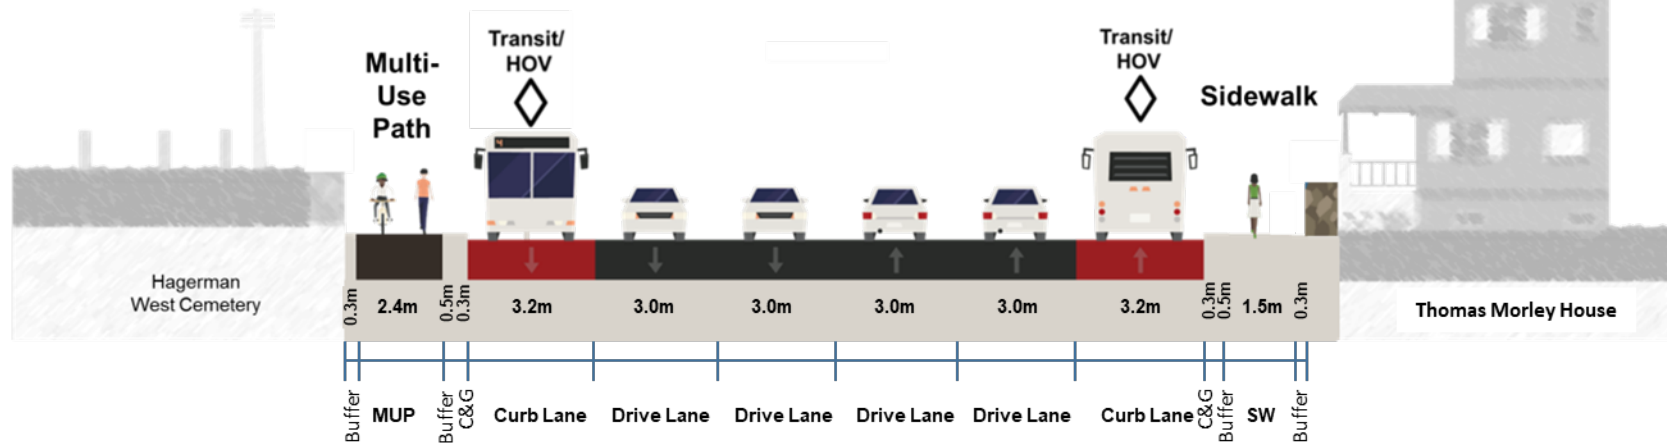 Transit/
HOV
Transit/
HOV
Multi-
Use
Path
Sidewalk
Hagerman
West Cemetery
0.3m
2.4m
0.5m
0.3m
3.2m
3.0m
3.0m
3.0m
3.0m
3.2m
0.3m
0.5m
1.5m
0.3m
Thomas Morley House
Buffer
MUP
Buffer
C&G
Curb Lane
Drive Lane
Drive Lane
Drive Lane
Drive Lane
Curb Lane
C&G
Buffer
SW
Buffer